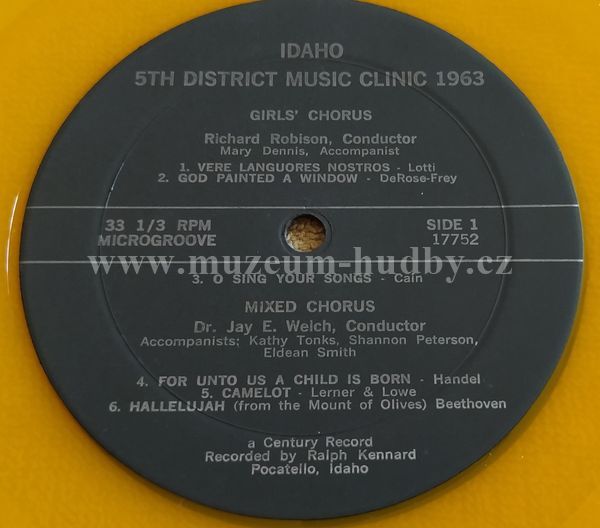 IDAHO
5TH DISTRICT MUSIC CLINIC 1963
GIRLS' CHORUS
Richard Robison, Conductor
Mary Dennis, Accompanist
1. VERE LANGUORES NOSTROS - Lotti
2. GOD PAINTED A WINDOW - DeRose-Frey
33 1/3 RPM
MICROGROOVE
SIDE 1
17752
www.muzeum-hudby.cz
3. O SING YOUR SONGS - Cain
MIXED CHORUS
Dr. Jay E. Welch, Conductor
Accompanists; Kathy Tonks, Shannon Peterson,
Eldean Smith
4. FOR UNTO US A CHILD IS BORN - Handel
5. CAMELOT - Lerner & Lowe
6. HALLELUJAH (from the Mount of Olives) Beethoven
a Century Record
Recorded by Ralph Kennard
Pocatello, Idaho